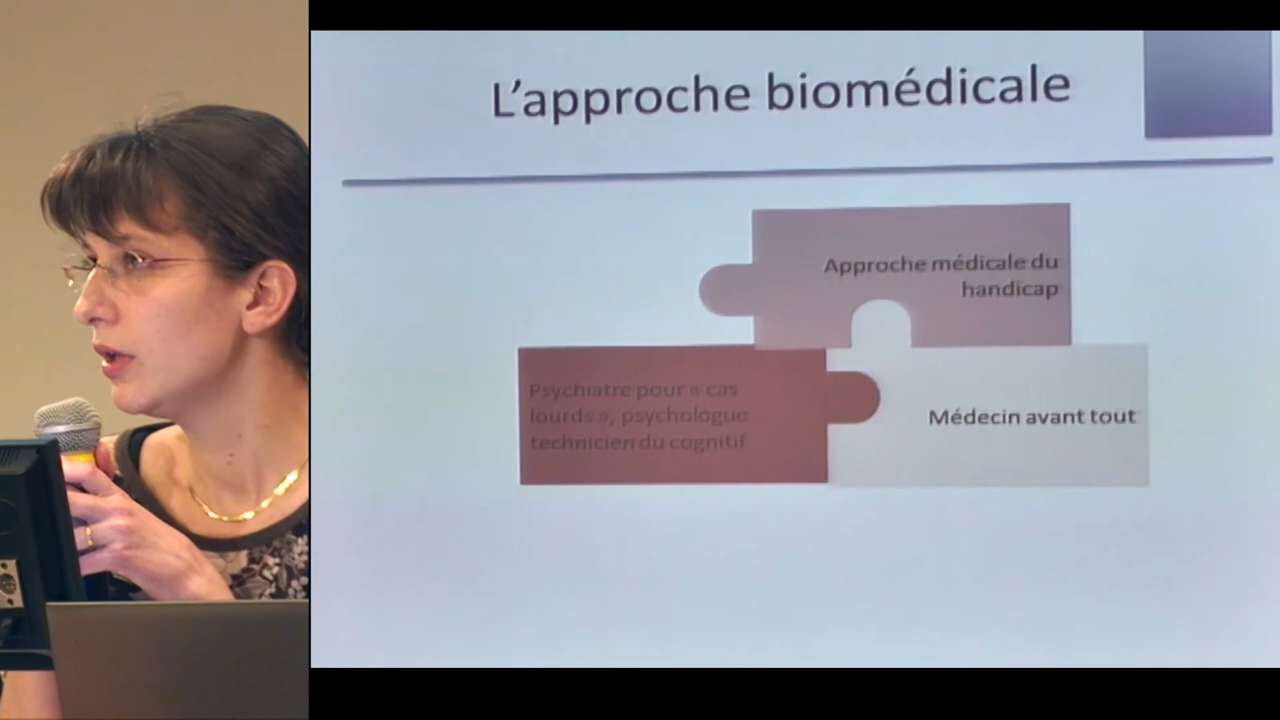 L'approche biomédicale
Approche médicale du
handicap
Psychiatre pour « cas
lourds », psychologue
technicien du cognitif
Médecin avant tout